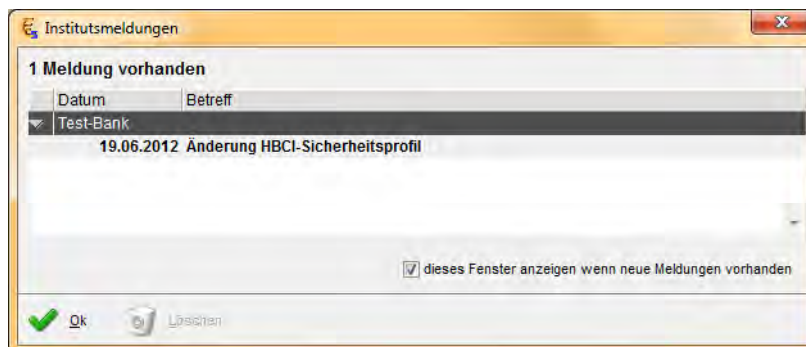 Institutsmeldungen
1 Meldung vorhanden
Datum Betreff
Test-Bank
19.06.2012 Änderung HBCI-Sicherheitsprofil
dieses Fenster anzeigen wenn neue Meldungen vorhanden
Ok Löschen